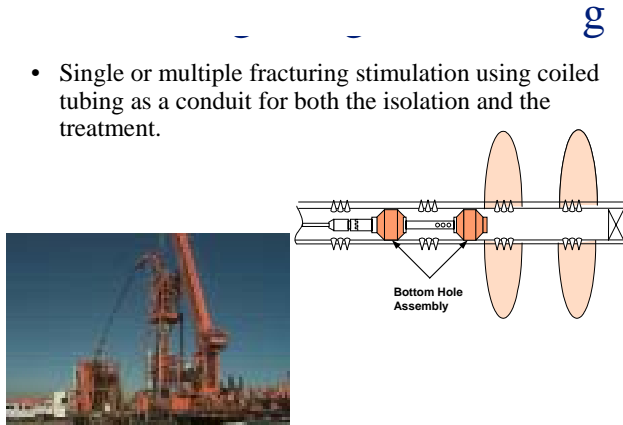 g
• Single or multiple fracturing stimulation using coiled
tubing as a conduit for both the isolation and the
treatment.
Bottom Hole
Assembly